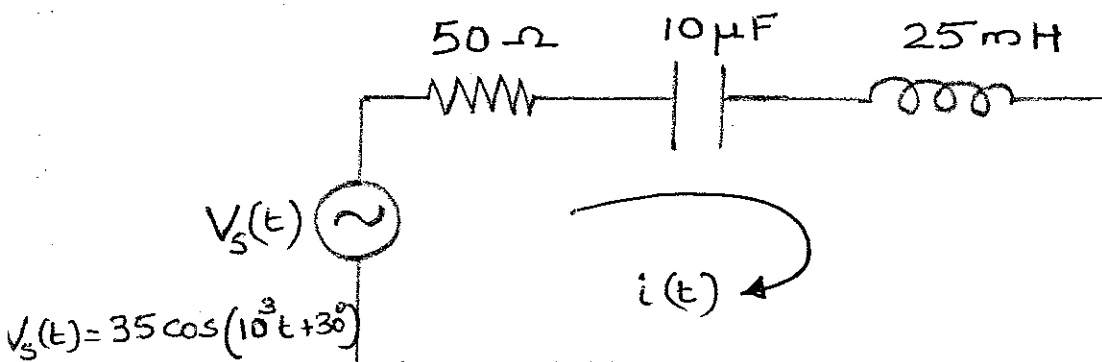 50 Ω 10 μF 25 mH
Vₛ(t)
i(t)
Vₛ(t) = 35 cos(10³t + 30°)